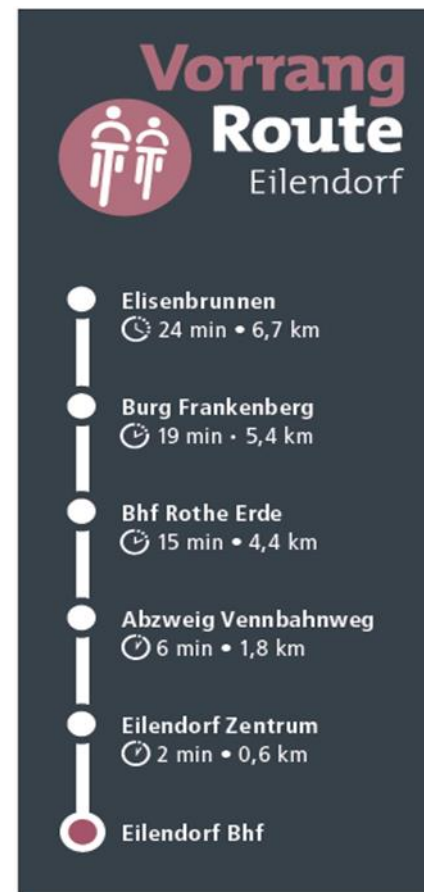 Vorrang
Route
Eilendorf
Elisenbrunnen
24 min • 6,7 km
Burg Frankenberg
19 min · 5,4 km
Bhf Rothe Erde
15 min • 4,4 km
Abzweig Vennbahnweg
6 min • 1,8 km
Eilendorf Zentrum
2 min • 0,6 km
Eilendorf Bhf